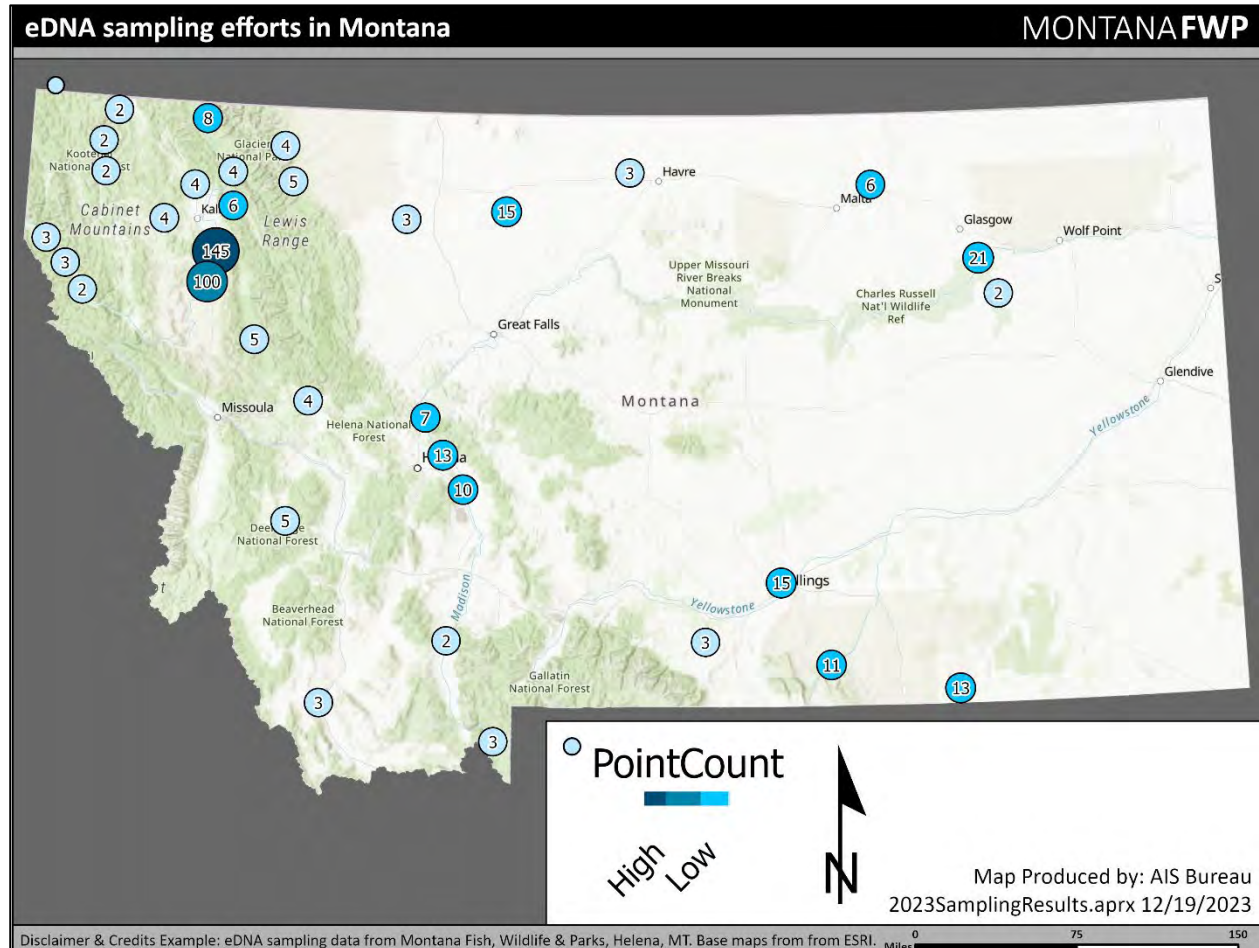 eDNA sampling efforts in Montana
MONTANA FWP
2
8
2
Kootenai
National Forest
2
Glacier
National Park
4
4
5
4
Cabinet
Mountains
4
Kali
6
Lewis
Range
3
3
2
145
100
5
3
15
3
Havre
6
Malta
Glasgow
Wolf Point
21
2
Upper Missouri
River Breaks
National
Monument
Charles Russell
Nat'l Wildlife
Ref
Great Falls
Glendive
Montana
Yellowstone
Missoula
4
Helena National
Forest
7
13
10
5
National Forest
Beaverhead
National Forest
Madison
2
Gallatin
National Forest
3
3
Yellowstone
15
llings
3
11
13
PointCount
High
Low
N
Map Produced by: AIS Bureau
2023SamplingResults.aprx 12/19/2023
Disclaimer & Credits Example: eDNA sampling data from Montana Fish, Wildlife & Parks, Helena, MT. Base maps from from ESRI.
Miles
0 75 150